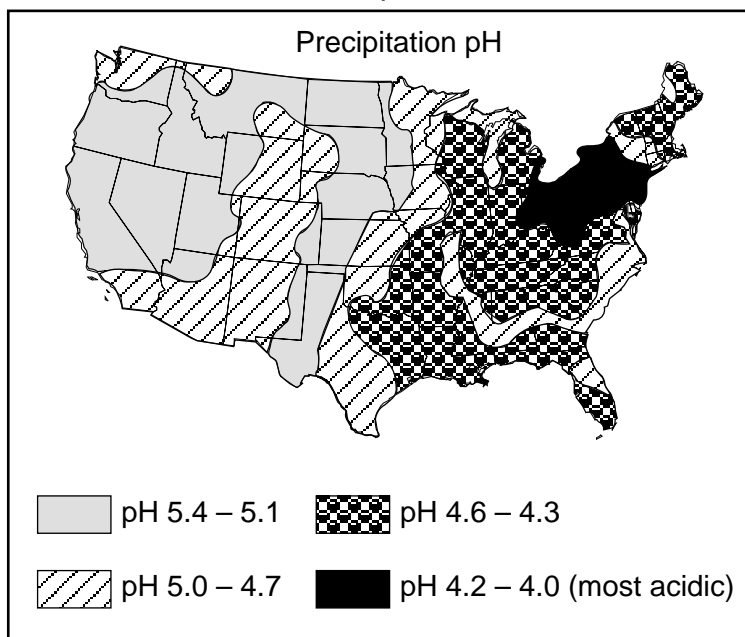 Precipitation pH
pH 5.4 – 5.1
pH 4.6 – 4.3
pH 5.0 – 4.7
pH 4.2 – 4.0 (most acidic)